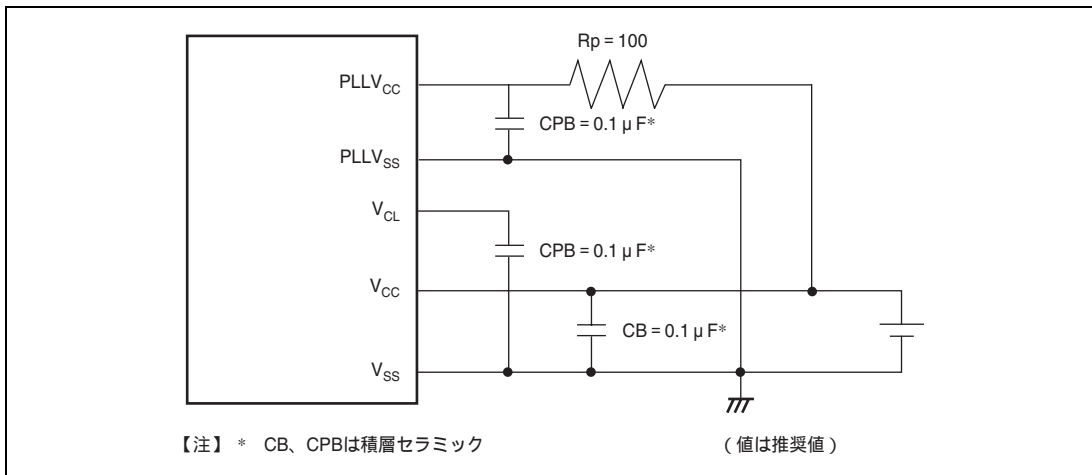 Rp = 100
PLLVCC
CPB = 0.1 μF*
PLLVSS
VCL
CPB = 0.1 μF*
VCC
CB = 0.1 μF*
VSS
【注】 * CB、CPBは積層セラミック （値は推奨値）